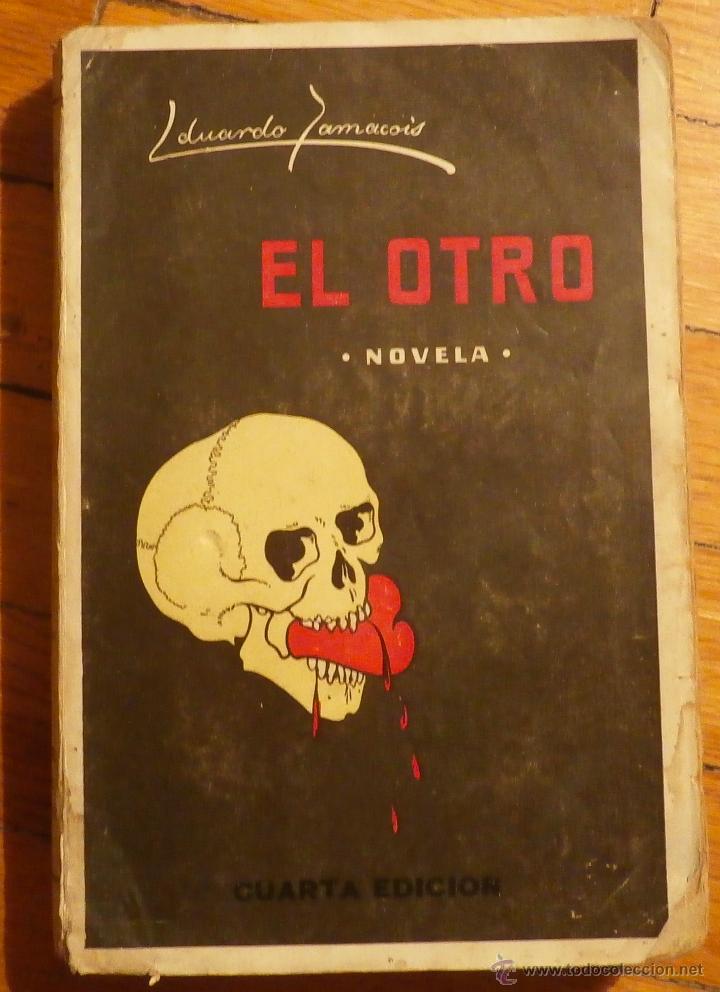 Eduardo Zamacois
EL OTRO
• NOVELA •
CUARTA EDICION
www.todocoleccion.net